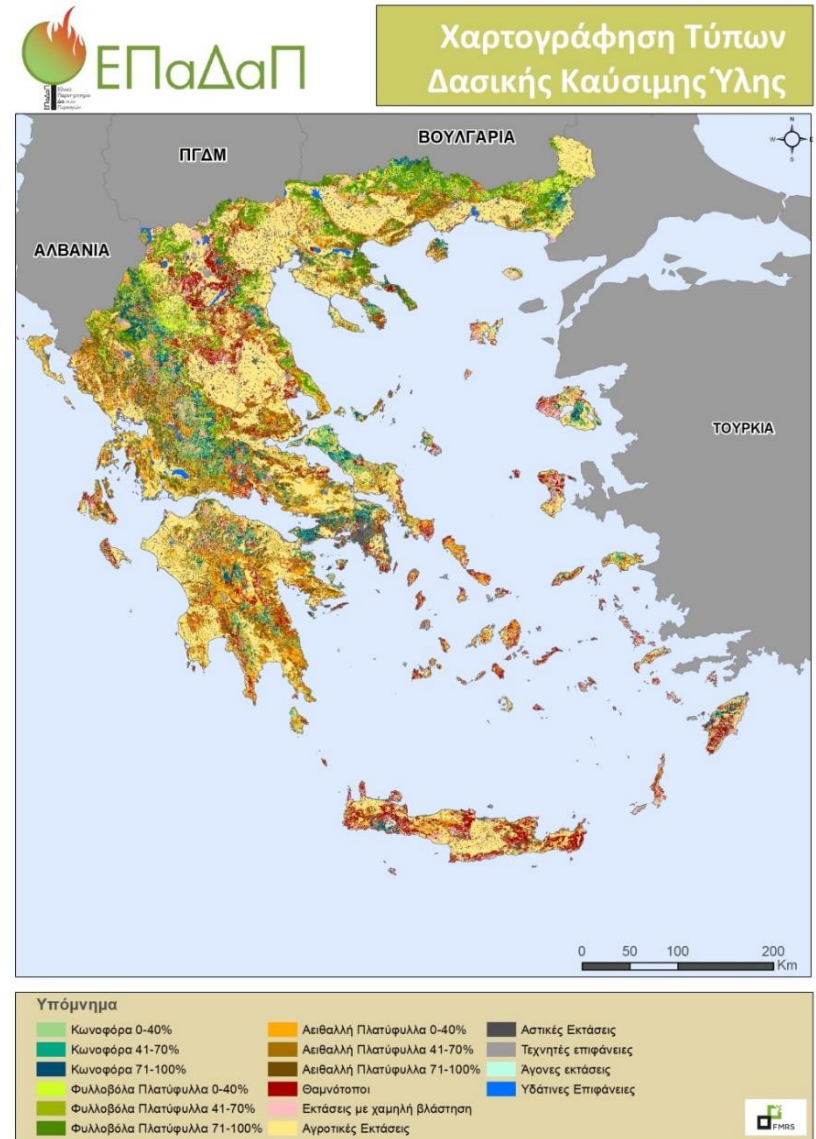 ΕΠαΔαΠ
Χαρτογράφηση Τύπων
Δασικής Καύσιμης Ύλης
ΠΓΔΜ
ΒΟΥΛΓΑΡΙΑ
N
W
E
S
ΑΛΒΑΝΙΑ
ΤΟΥΡΚΙΑ
0 50 100 200
Km
Υπόμνημα
Κωνοφόρα 0-40%
Κωνοφόρα 41-70%
Κωνοφόρα 71-100%
Φυλλοβόλα Πλατύφυλλα 0-40%
Φυλλοβόλα Πλατύφυλλα 41-70%
Φυλλοβόλα Πλατύφυλλα 71-100%
Αειθαλλή Πλατύφυλλα 0-40%
Αειθαλλή Πλατύφυλλα 41-70%
Αειθαλλή Πλατύφυλλα 71-100%
Θαμνότοποι
Εκτάσεις με χαμηλή βλάστηση
Αγροτικές Εκτάσεις
Αστικές Εκτάσεις
Τεχνητές επιφάνειες
Άγονες εκτάσεις
Υδάτινες Επιφάνειες
FMRS